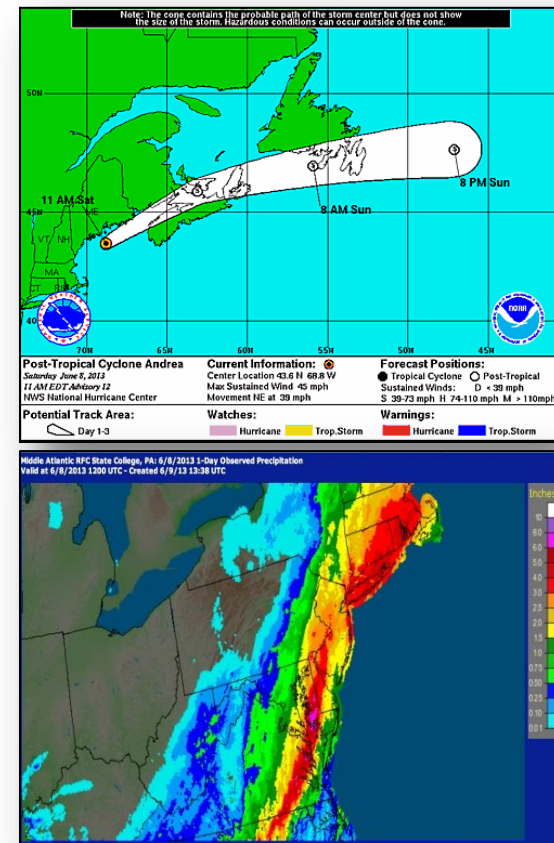 Note: The cone contains the probable path of the storm center but does not show
the size of the storm. Hazardous conditions can occur outside of the cone.
50N
11 AM Sat
ME
8 PM Sun
8 AM Sun
45N
VT NH
MA
CT
noaa
40
70W 65W 60W 55W 50W 45W
Post-Tropical Cyclone Andrea
Saturday June 8, 2013
11 AM EDT Advisory 12
NWS National Hurricane Center
Current Information:
Center Location 43.6 N 68.8 W
Max Sustained Wind 45 mph
Movement NE at 39 mph
Forecast Positions:
Tropical Cyclone Post-Tropical
Sustained Winds: D < 39 mph
S 39-73 mph H 74-110 mph M > 110mph
Potential Track Area:
Day 1-3
Watches:
Hurricane Trop.Storm
Warnings:
Hurricane Trop.Storm
Middle Atlantic RFC State College, PA: 6/8/2013 1-Day Observed Precipitation
Valid at 6/8/2013 1200 UTC - Created 6/9/13 13:38 UTC
Inches
10
8.0
6.0
5.0
4.0
3.0
2.5
2.0
1.5
1.0
0.75
0.50
0.25
0.10
0.01